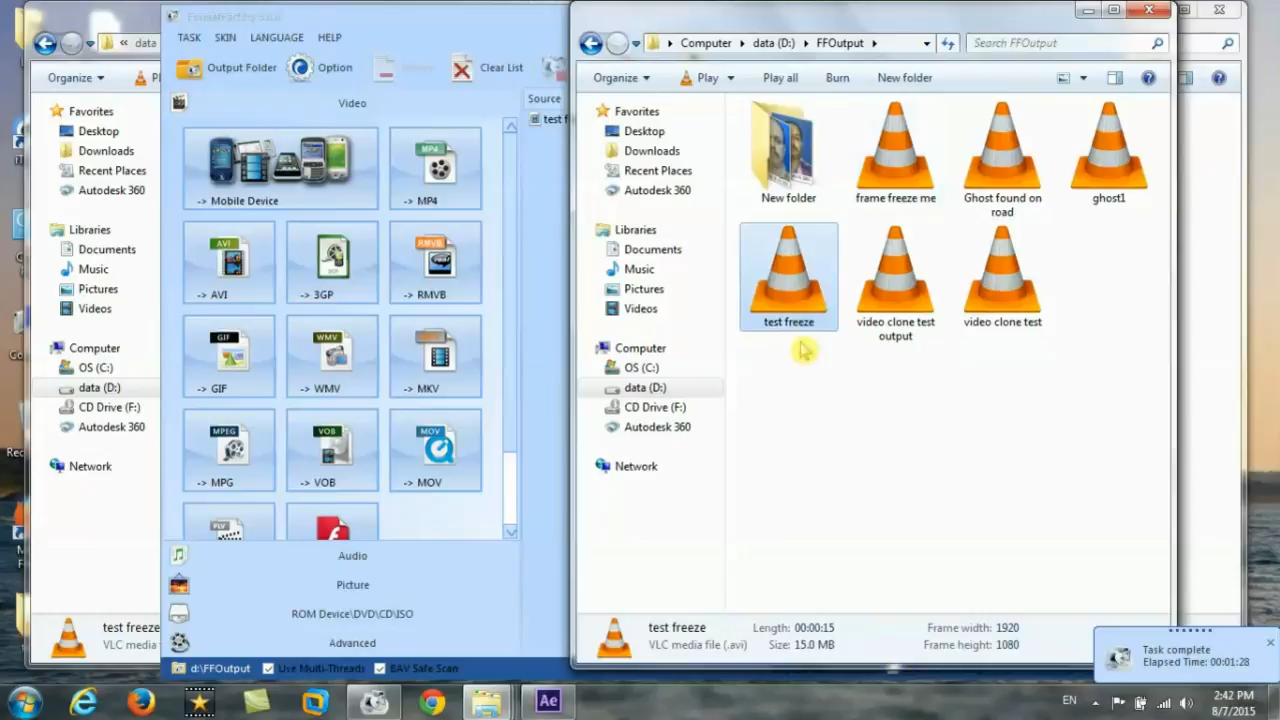 data
Organize
Favorites
Desktop
Downloads
Recent Places
Autodesk 360
Libraries
Documents
Music
Pictures
Videos
Computer
OS (C:)
data (D:)
CD Drive (F:)
Autodesk 360
Network
test freeze
VLC media
TASK SKIN LANGUAGE HELP
Output Folder Option Clear List
Video
Source
test f
-> Mobile Device
MP4
-> MP4
AVI
-> AVI
3GP
-> 3GP
RMVB
-> RMVB
GIF
-> GIF
WMV
-> WMV
-> MKV
MPEG
-> MPG
VOB
-> VOB
MOV
-> MOV
FLV
Audio
Picture
ROM Device\DVD\CD\ISO
Advanced
d:\FFOutput Use Multi-Threads BAV Safe Scan
Computer data (D:) FFOutput Search FFOutput
Organize Play Play all Burn New folder
Favorites
Desktop
Downloads
Recent Places
Autodesk 360
Libraries
Documents
Music
Pictures
Videos
Computer
OS (C:)
data (D:)
CD Drive (F:)
Autodesk 360
Network
New folder
frame freeze me
Ghost found on
road
ghost1
test freeze
video clone test
output
video clone test
test freeze Length: 00:00:15 Frame width: 1920
VLC media file (.avi) Size: 15.0 MB Frame height: 1080
Task complete
Elapsed Time: 00:01:28
Ae
EN
2:42 PM
8/7/2015